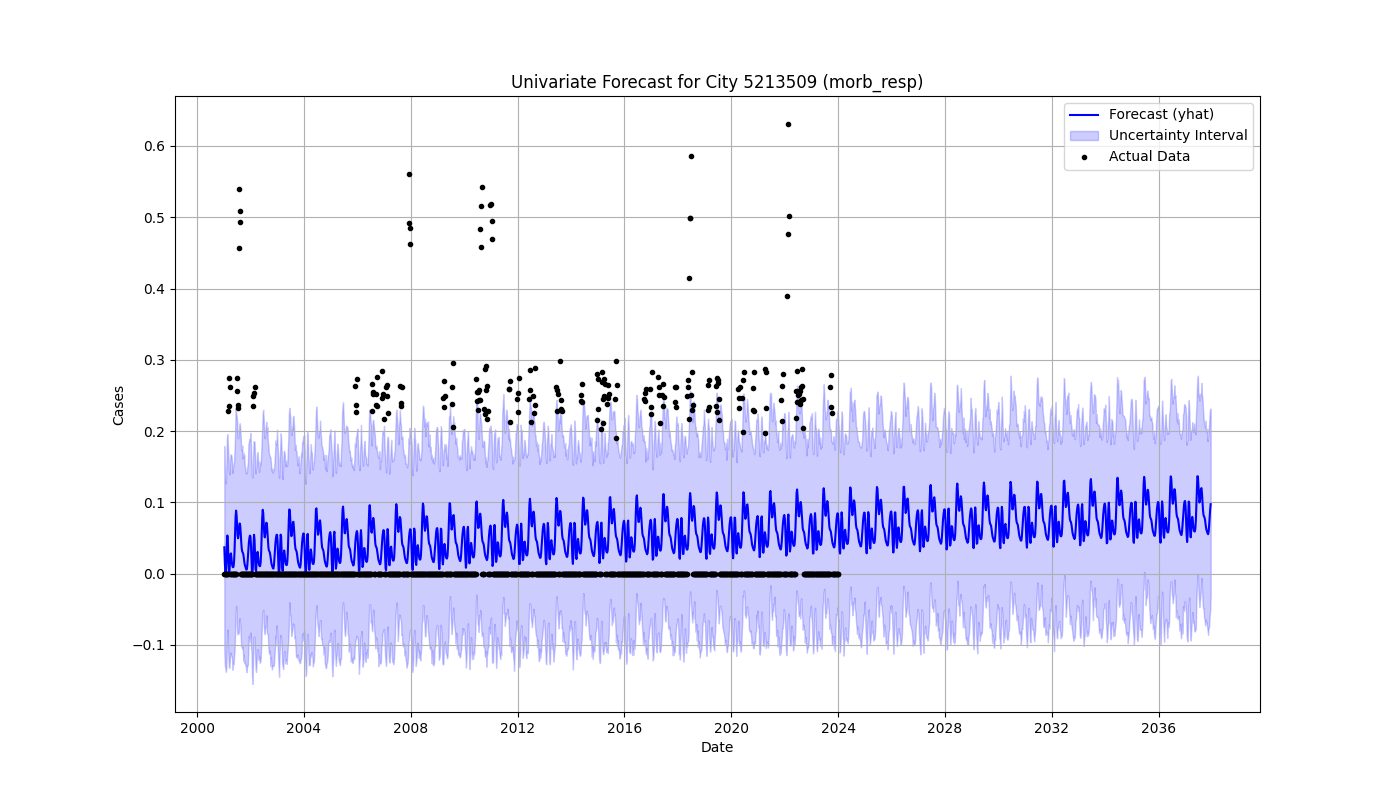 Univariate Forecast for City 5213509 (morb_resp)
Forecast (yhat)
Uncertainty Interval
Actual Data
0.6
0.5
0.4
0.3
0.2
0.1
0.0
−0.1
Cases
2000 2004 2008 2012 2016 2020 2024 2028 2032 2036
Date